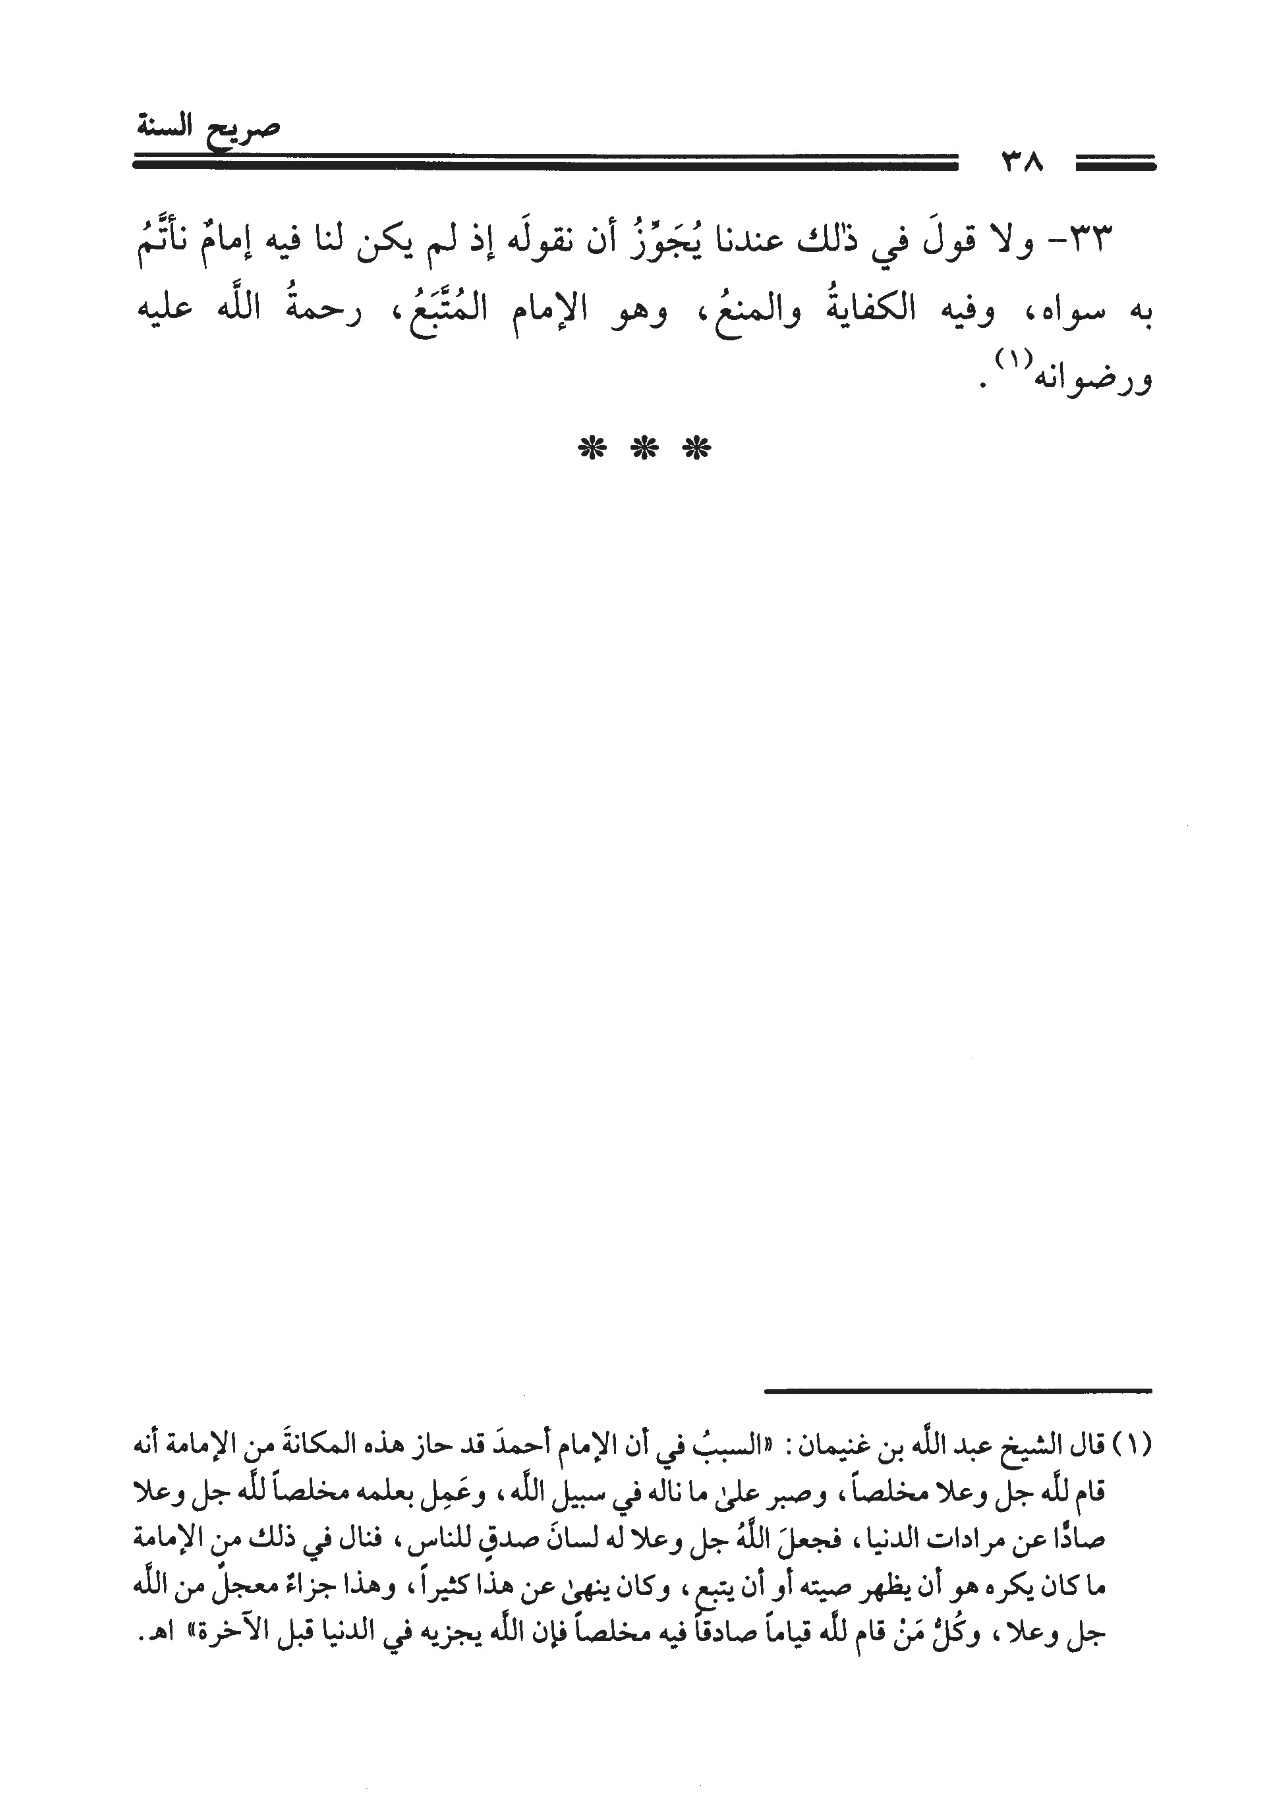 صريح السنة
٣٨
٣٣- ولا قولَ في ذٰلك عندنا يُجَوَّزُ أن نقولَه إذ لم يكن لنا فيه إمامٌ نأتَّمُ
به سواه، وفيه الكفايةُ والمنعُ، وهو الإمام المُتَّبَعُ، رحمةُ اللَّه عليه
ورضوانه(١).
* * *
(١) قال الشيخ عبد اللَّه بن غنيمان: «السببُ في أن الإمام أحمدَ قد حاز هذه المكانةَ من الإمامة أنه
قام للَّه جل وعلا مخلصاً، وصبر علىٰ ما ناله في سبيل اللَّه، وعَمِل بعلمه مخلصاً للَّه جل وعلا
صادًّا عن مرادات الدنيا، فجعلَ اللَّهُ جل وعلا له لسانَ صدقٍ للناس، فنال في ذلك من الإمامة
ما كان يكره هو أن يظهر صيته أو أن يتبع، وكان ينهىٰ عن هذا كثيراً، وهذا جزاءٌ معجلٌ من اللَّه
جل وعلا، وكُلُّ مَنْ قام للَّه قياماً صادقاً فيه مخلصاً فإن اللَّه يجزيه في الدنيا قبل الآخرة» اهـ.